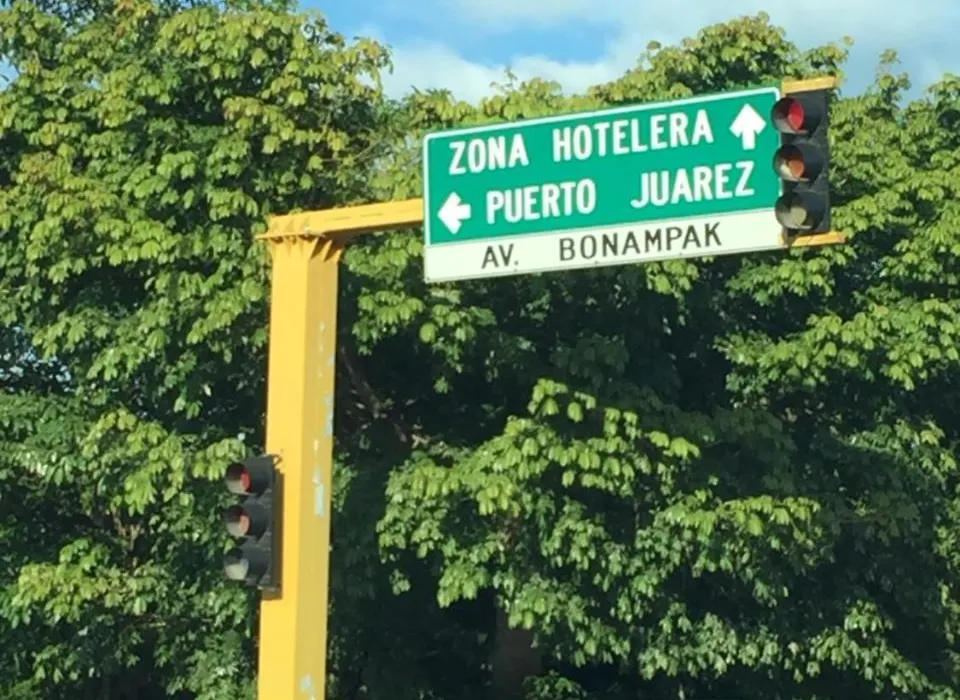 ZONA HOTELERA
PUERTO JUAREZ
AV. BONAMPAK